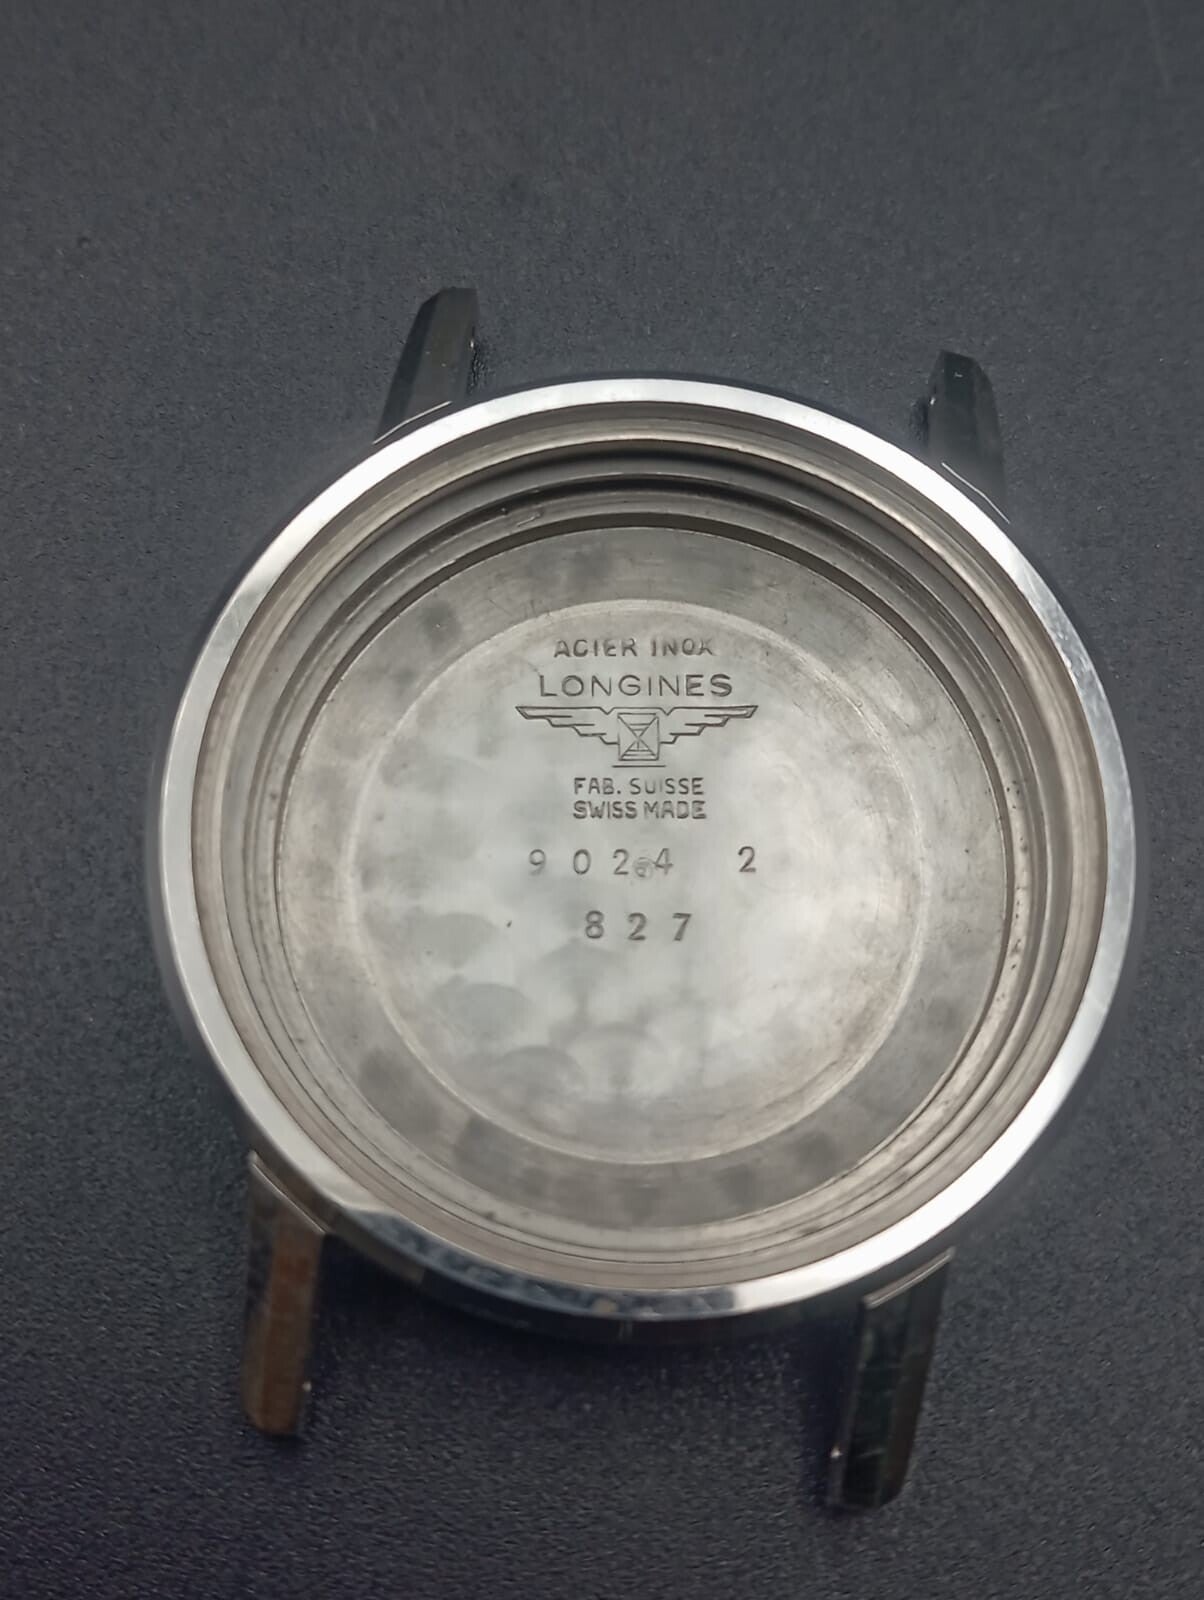 ACIER INOX
LONGINES
FAB. SUISSE
SWISS MADE
9024 2
827